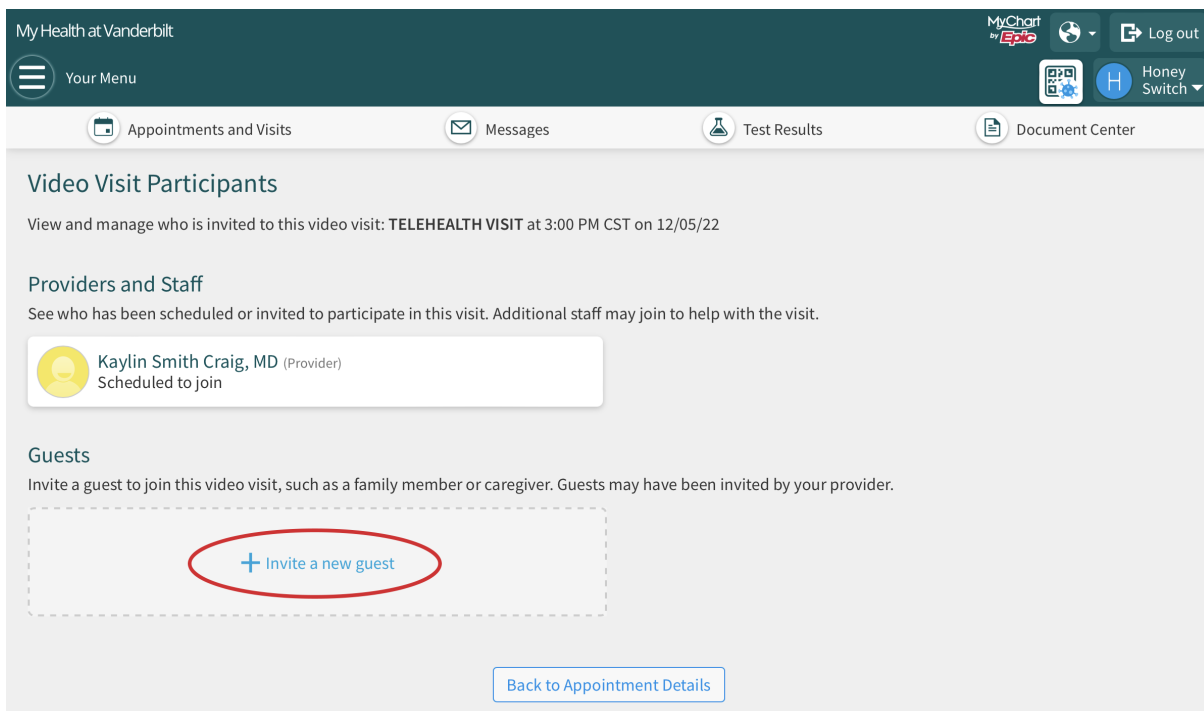 My Health at Vanderbilt
MyChart
by Epic
Log out
Your Menu
H
Honey
Switch
Appointments and Visits
Messages
Test Results
Document Center
Video Visit Participants
View and manage who is invited to this video visit: TELEHEALTH VISIT at 3:00 PM CST on 12/05/22
Providers and Staff
See who has been scheduled or invited to participate in this visit. Additional staff may join to help with the visit.
Kaylin Smith Craig, MD (Provider)
Scheduled to join
Guests
Invite a guest to join this video visit, such as a family member or caregiver. Guests may have been invited by your provider.
+ Invite a new guest
Back to Appointment Details